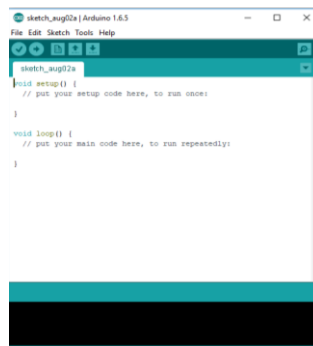 sketch_aug02a | Arduino 1.6.5
File Edit Sketch Tools Help
sketch_aug02a
void setup() {
// put your setup code here, to run once:
}
void loop() {
// put your main code here, to run repeatedly:
}